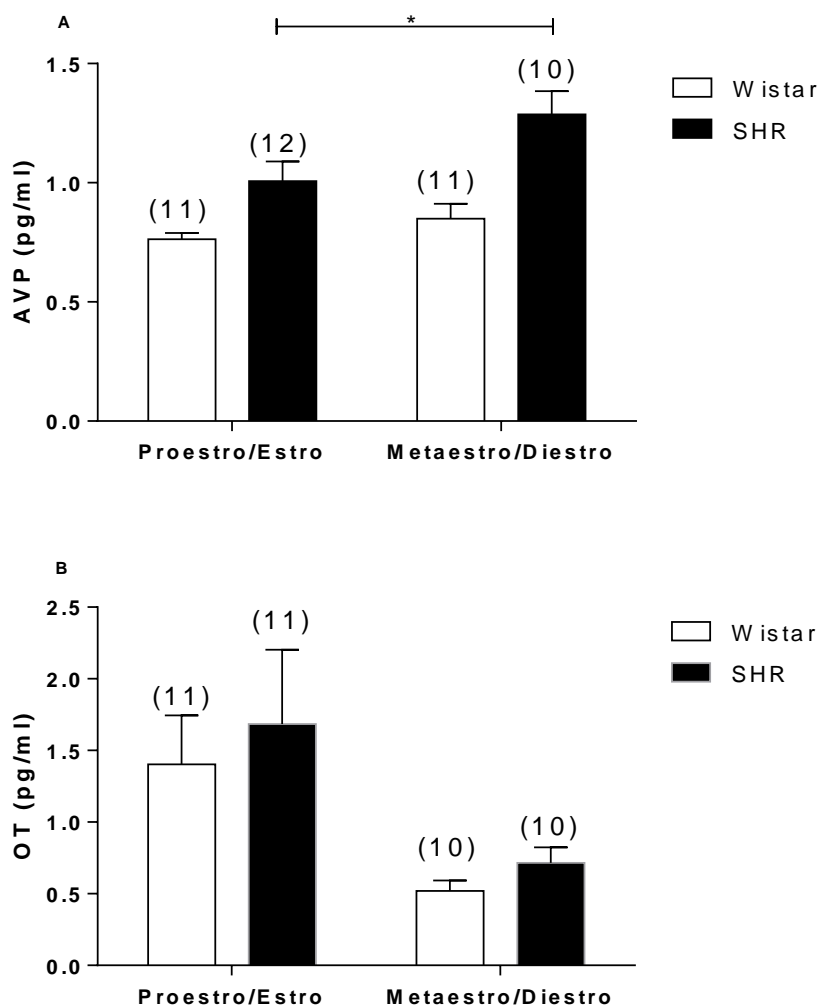 A
*
1.5
(10)
Wistar
SHR
(12)
AVP (pg/ml)
1.0
(11)
(11)
0.5
0.0
Proestro/Estro
Metaestro/Diestro
B
2.5
(11)
Wistar
SHR
2.0
(11)
OT (pg/ml)
1.5
1.0
(10)
(10)
0.5
0.0
Proestro/Estro
Metaestro/Diestro